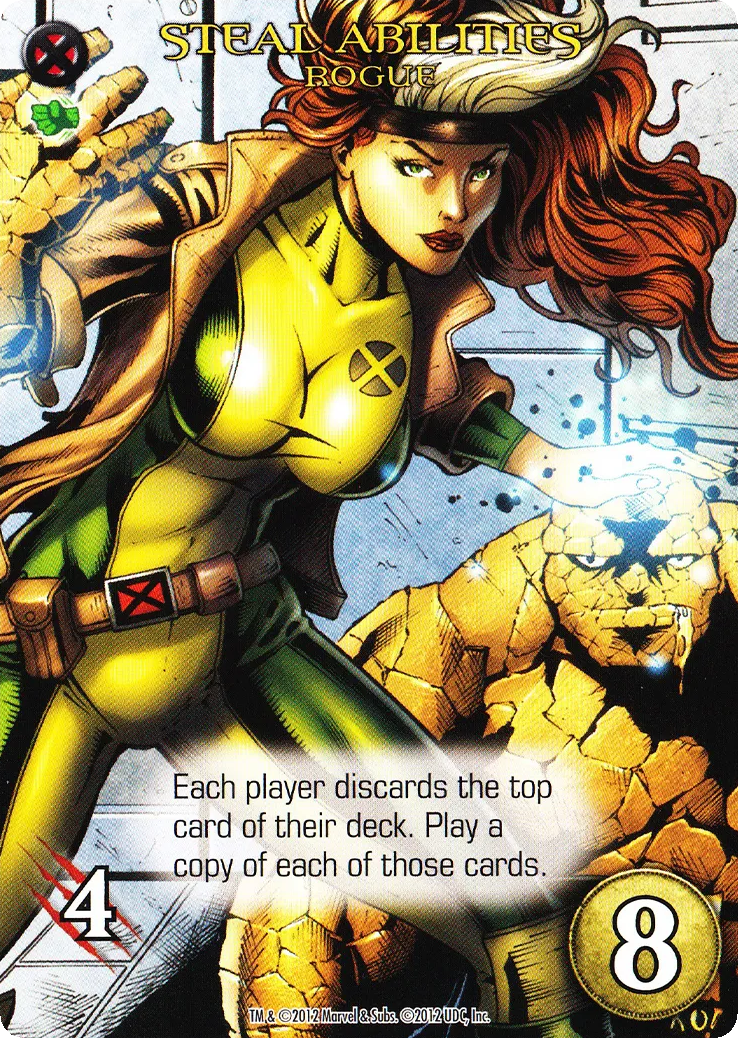 STEAL ABILITIES
ROGUE
Each player discards the top
card of their deck. Play a
copy of each of those cards.
4
8
TM & ©2012 Marvel & Subs. ©2012 UDC, Inc.